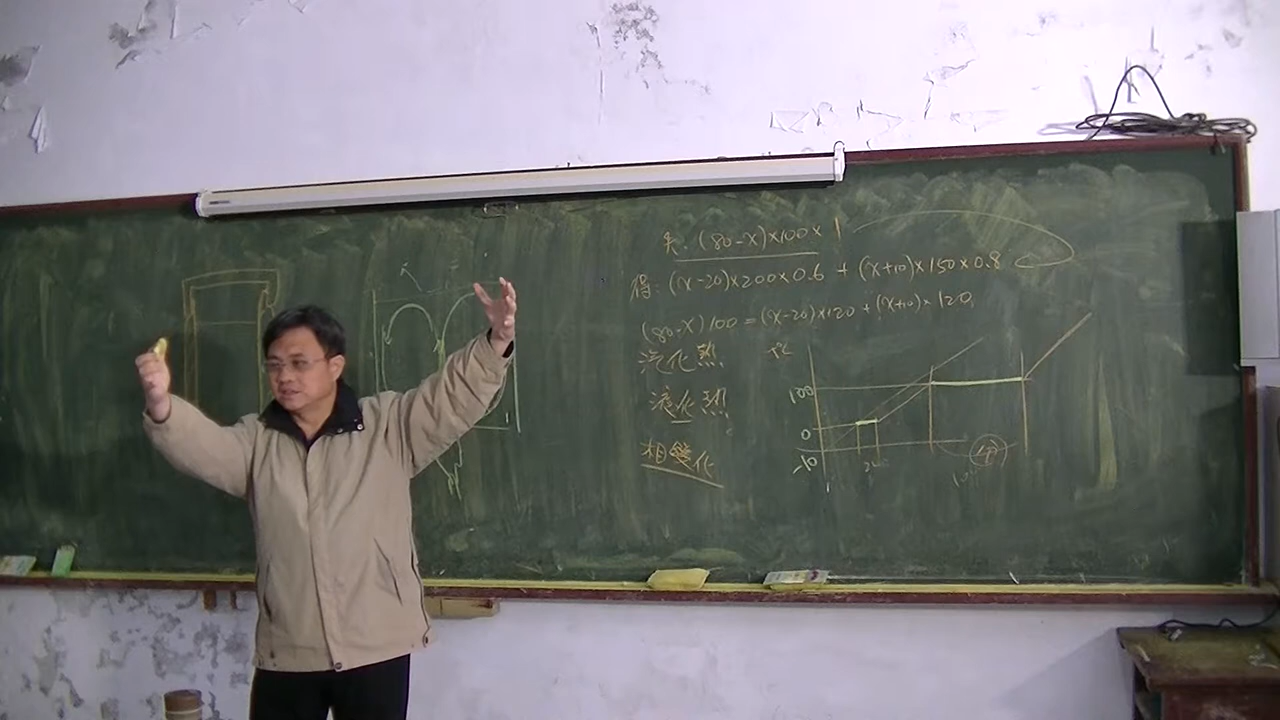 失：(80-X)×100×1
得：(X-20)×200×0.6 + (X+10)×150×0.8
(80-X)100=(X-20)×120+(X+10)×120
汽化熱
液化熱
相變化
T℃
100
0
-10